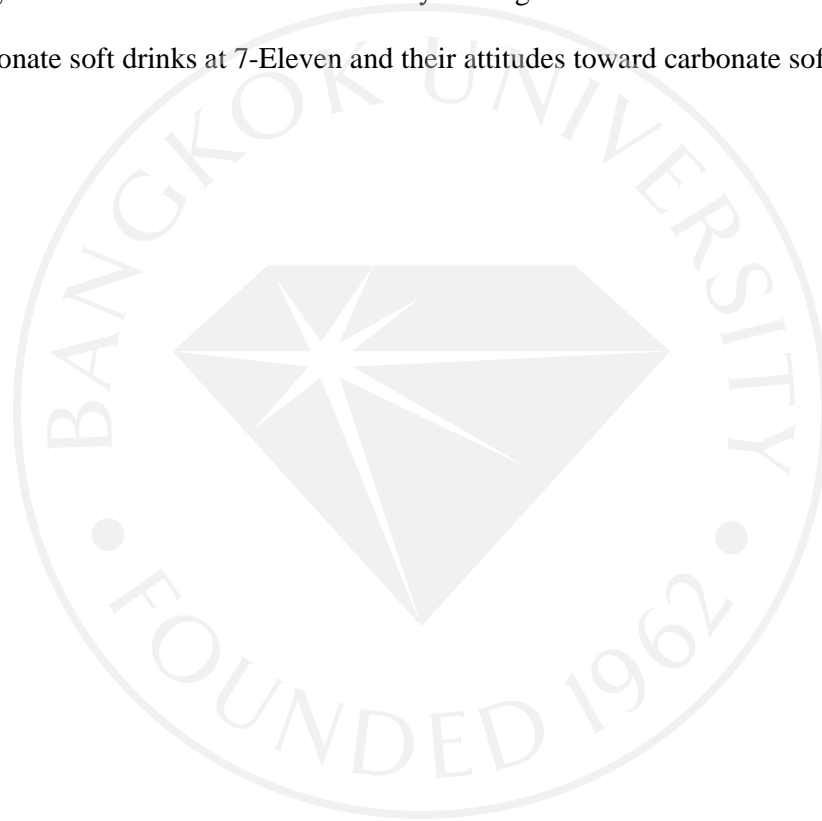 onate soft drinks at 7-Eleven and their attitudes toward carbonate sof
BANGKOK UNIVERSITY
FOUNDED 1962